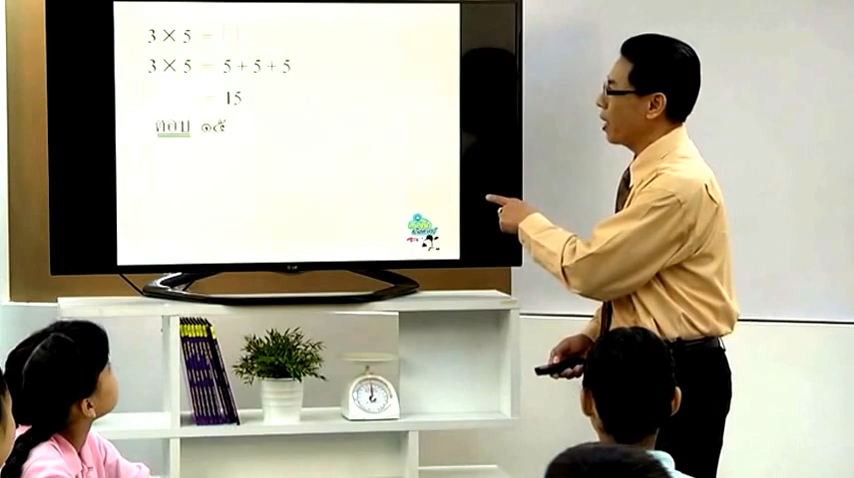 3 × 5 = □
3 × 5 = 5 + 5 + 5
= 15
ตอบ ๑๕